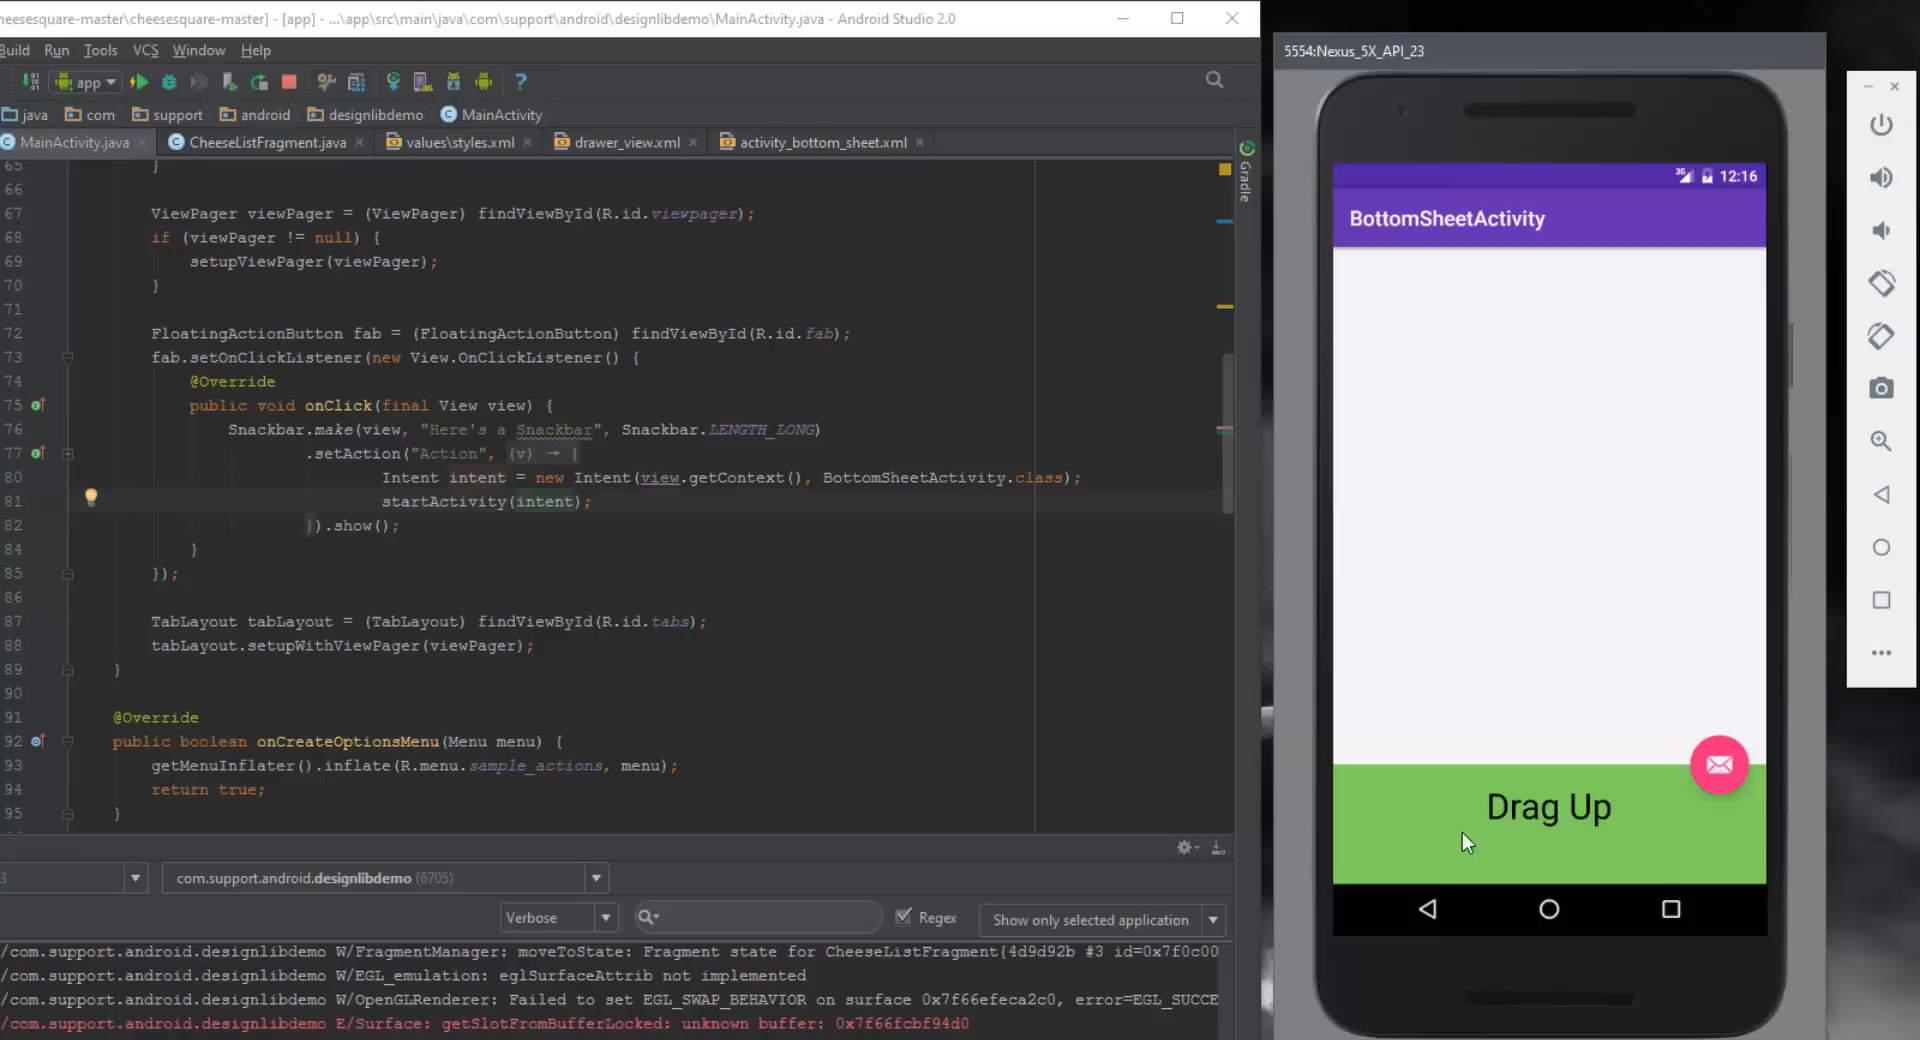 neesesquare-master/cheesesquare-master] - [app] - ...\app\src\main\java\com\support\android\designlibdemo\MainActivity.java - Android Studio 2.0
Build Run Tools VCS Window Help
app
java com support android designlibdemo MainActivity
MainActivity.java CheeseListFragment.java values\styles.xml drawer_view.xml activity_bottom_sheet.xml
Gradle
65 }
66
67 ViewPager viewPager = (ViewPager) findViewById(R.id.viewpager);
68 if (viewPager != null) {
69 setupViewPager(viewPager);
70 }
71
72 FloatingActionButton fab = (FloatingActionButton) findViewById(R.id.fab);
73 fab.setOnClickListener(new View.OnClickListener() {
74 @Override
75 public void onClick(final View view) {
76 Snackbar.make(view, "Here's a Snackbar", Snackbar.LENGTH_LONG)
77 .setAction("Action", (v) → {
80 Intent intent = new Intent(view.getContext(), BottomSheetActivity.class);
81 startActivity(intent);
82 }).show();
84 }
85 });
86
87 TabLayout tabLayout = (TabLayout) findViewById(R.id.tabs);
88 tabLayout.setupWithViewPager(viewPager);
89 }
90
91 @Override
92 public boolean onCreateOptionsMenu(Menu menu) {
93 getMenuInflater().inflate(R.menu.sample_actions, menu);
94 return true;
95 }
3 com.support.android.designlibdemo (6705)
Verbose Regex Show only selected application
/com.support.android.designlibdemo W/FragmentManager: moveToState: Fragment state for CheeseListFragment{4d9d92b #3 id=0x7f0c00
/com.support.android.designlibdemo W/EGL_emulation: eglSurfaceAttrib not implemented
/com.support.android.designlibdemo W/OpenGLRenderer: Failed to set EGL_SWAP_BEHAVIOR on surface 0x7f66efeca2c0, error=EGL_SUCCE
/com.support.android.designlibdemo E/Surface: getSlotFromBufferLocked: unknown buffer: 0x7f66fcbf94d0
5554:Nexus_5X_API_23
3G 12:16
BottomSheetActivity
Drag Up